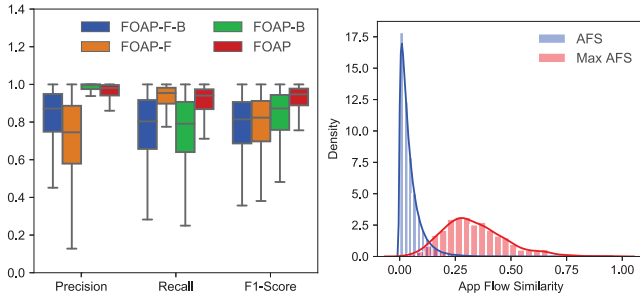 1.4
1.2
1.0
0.8
0.6
0.4
0.2
0.0
FOAP-F-B
FOAP-F
FOAP-B
FOAP
Precision
Recall
F1-Score
17.5
15.0
12.5
10.0
7.5
5.0
2.5
0.0
Density
AFS
Max AFS
0.00
0.25
0.50
0.75
1.00
App Flow Similarity